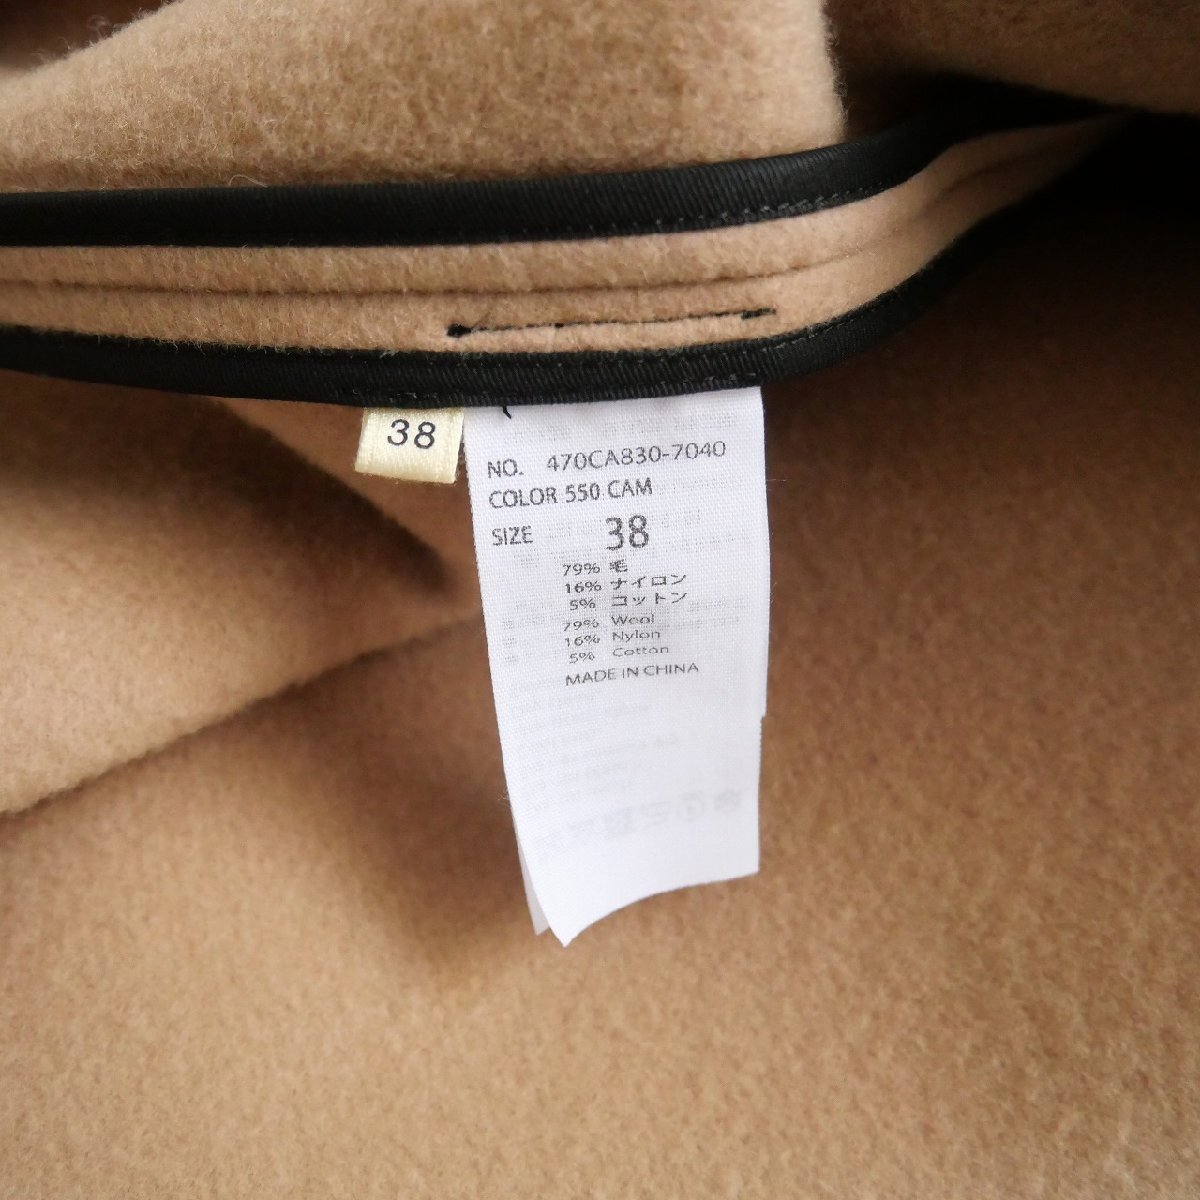 38
NO. 470CA830-7040
COLOR 550 CAM
SIZE 38
79% 毛
16% ナイロン
5% コットン
79% Wool
16% Nylon
5% Cotton
MADE IN CHINA